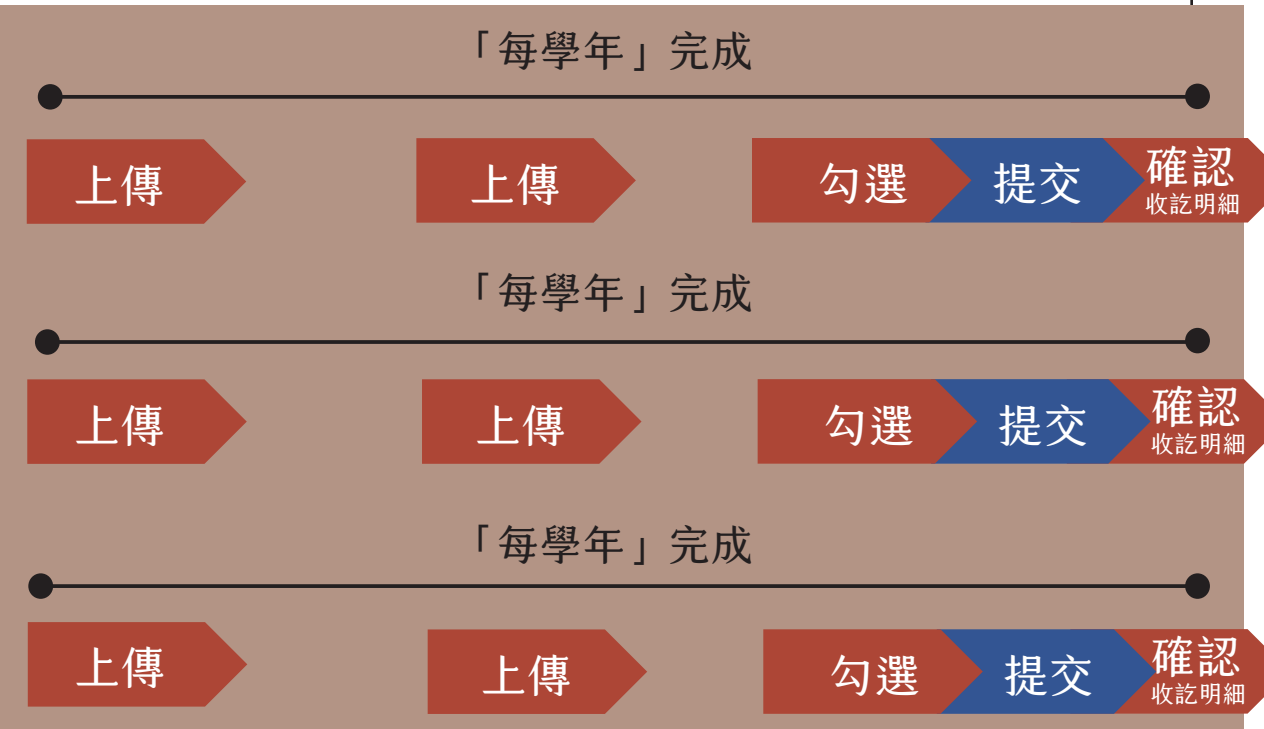 「每學年」完成
上傳
上傳
勾選
提交
確認
收訖明細
「每學年」完成
上傳
上傳
勾選
提交
確認
收訖明細
「每學年」完成
上傳
上傳
勾選
提交
確認
收訖明細